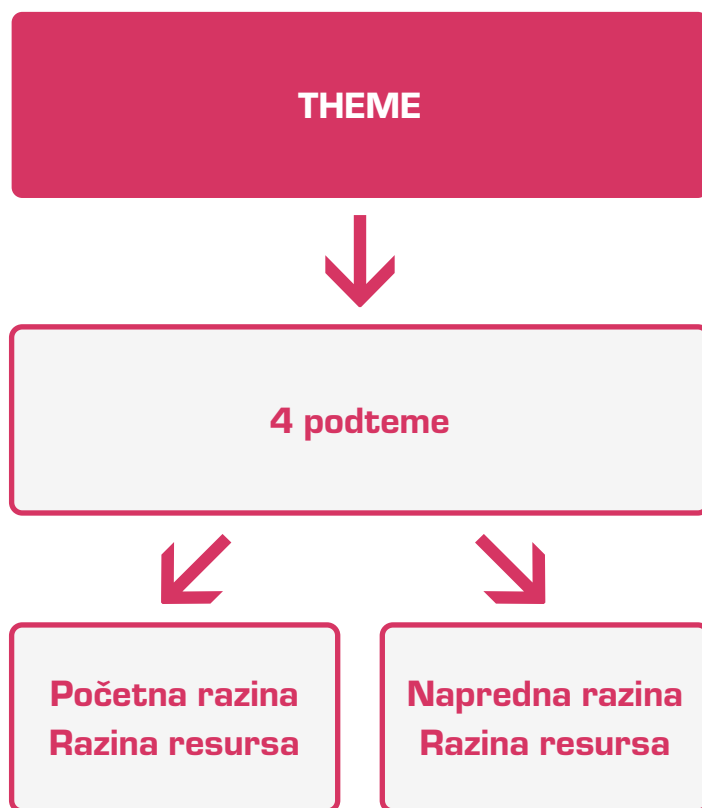 THEME
4 podteme
Početna razina
Razina resursa
Napredna razina
Razina resursa